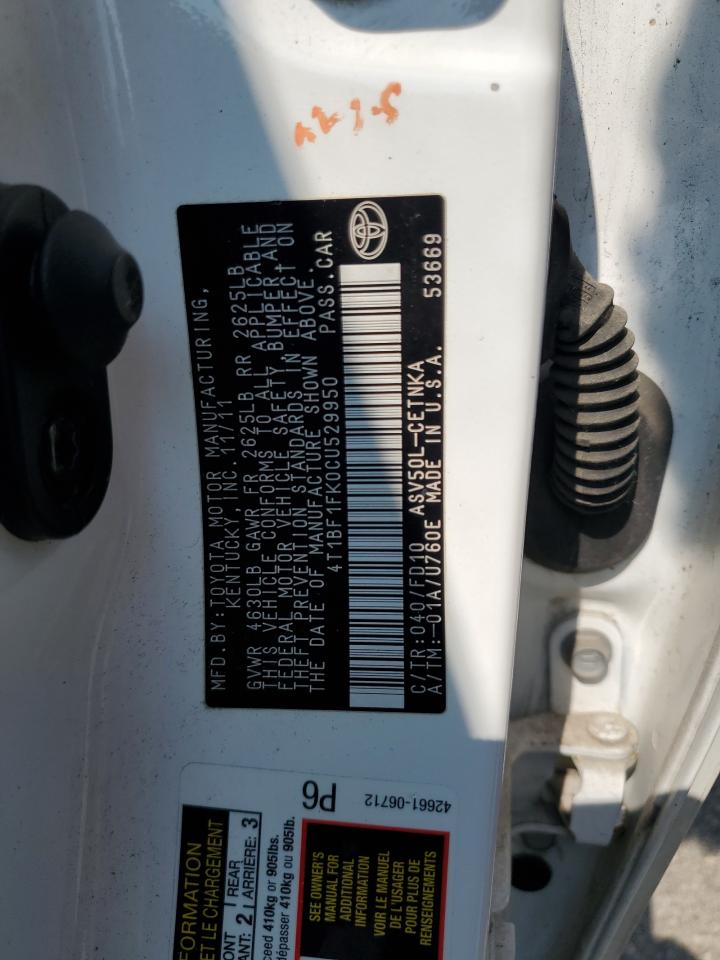 MFD.BY:TOYOTA MOTOR MANUFACTURING,
KENTUCKY, INC. 11/11
GVWR 4630LB GAWR FR 2625LB RR 2625LB
THIS VEHICLE CONFORMS TO ALL APPLICABLE
FEDERAL MOTOR VEHICLE SAFETY, BUMPER, AND
THEFT PREVENTION STANDARDS IN EFFECT ON
THE DATE OF MANUFACTURE SHOWN ABOVE.
4T1BF1FK0CU529950 PASS.CAR
C/TR:040/FD10 ASV50L-CETNKA
A/TM:-01A/U760E MADE IN U.S.A. 53669
P6
42661-06712
FORMATION
ET LE CHARGEMENT
ONT 2 REAR 3
VANT: ARRIÈRE:
ceed 410kg or 905lbs.
dépasser 410kg ou 905lb.
SEE OWNER'S
MANUAL FOR
ADDITIONAL
INFORMATION
VOIR LE MANUEL
DE L'USAGER
POUR PLUS DE
RENSEIGNEMENTS